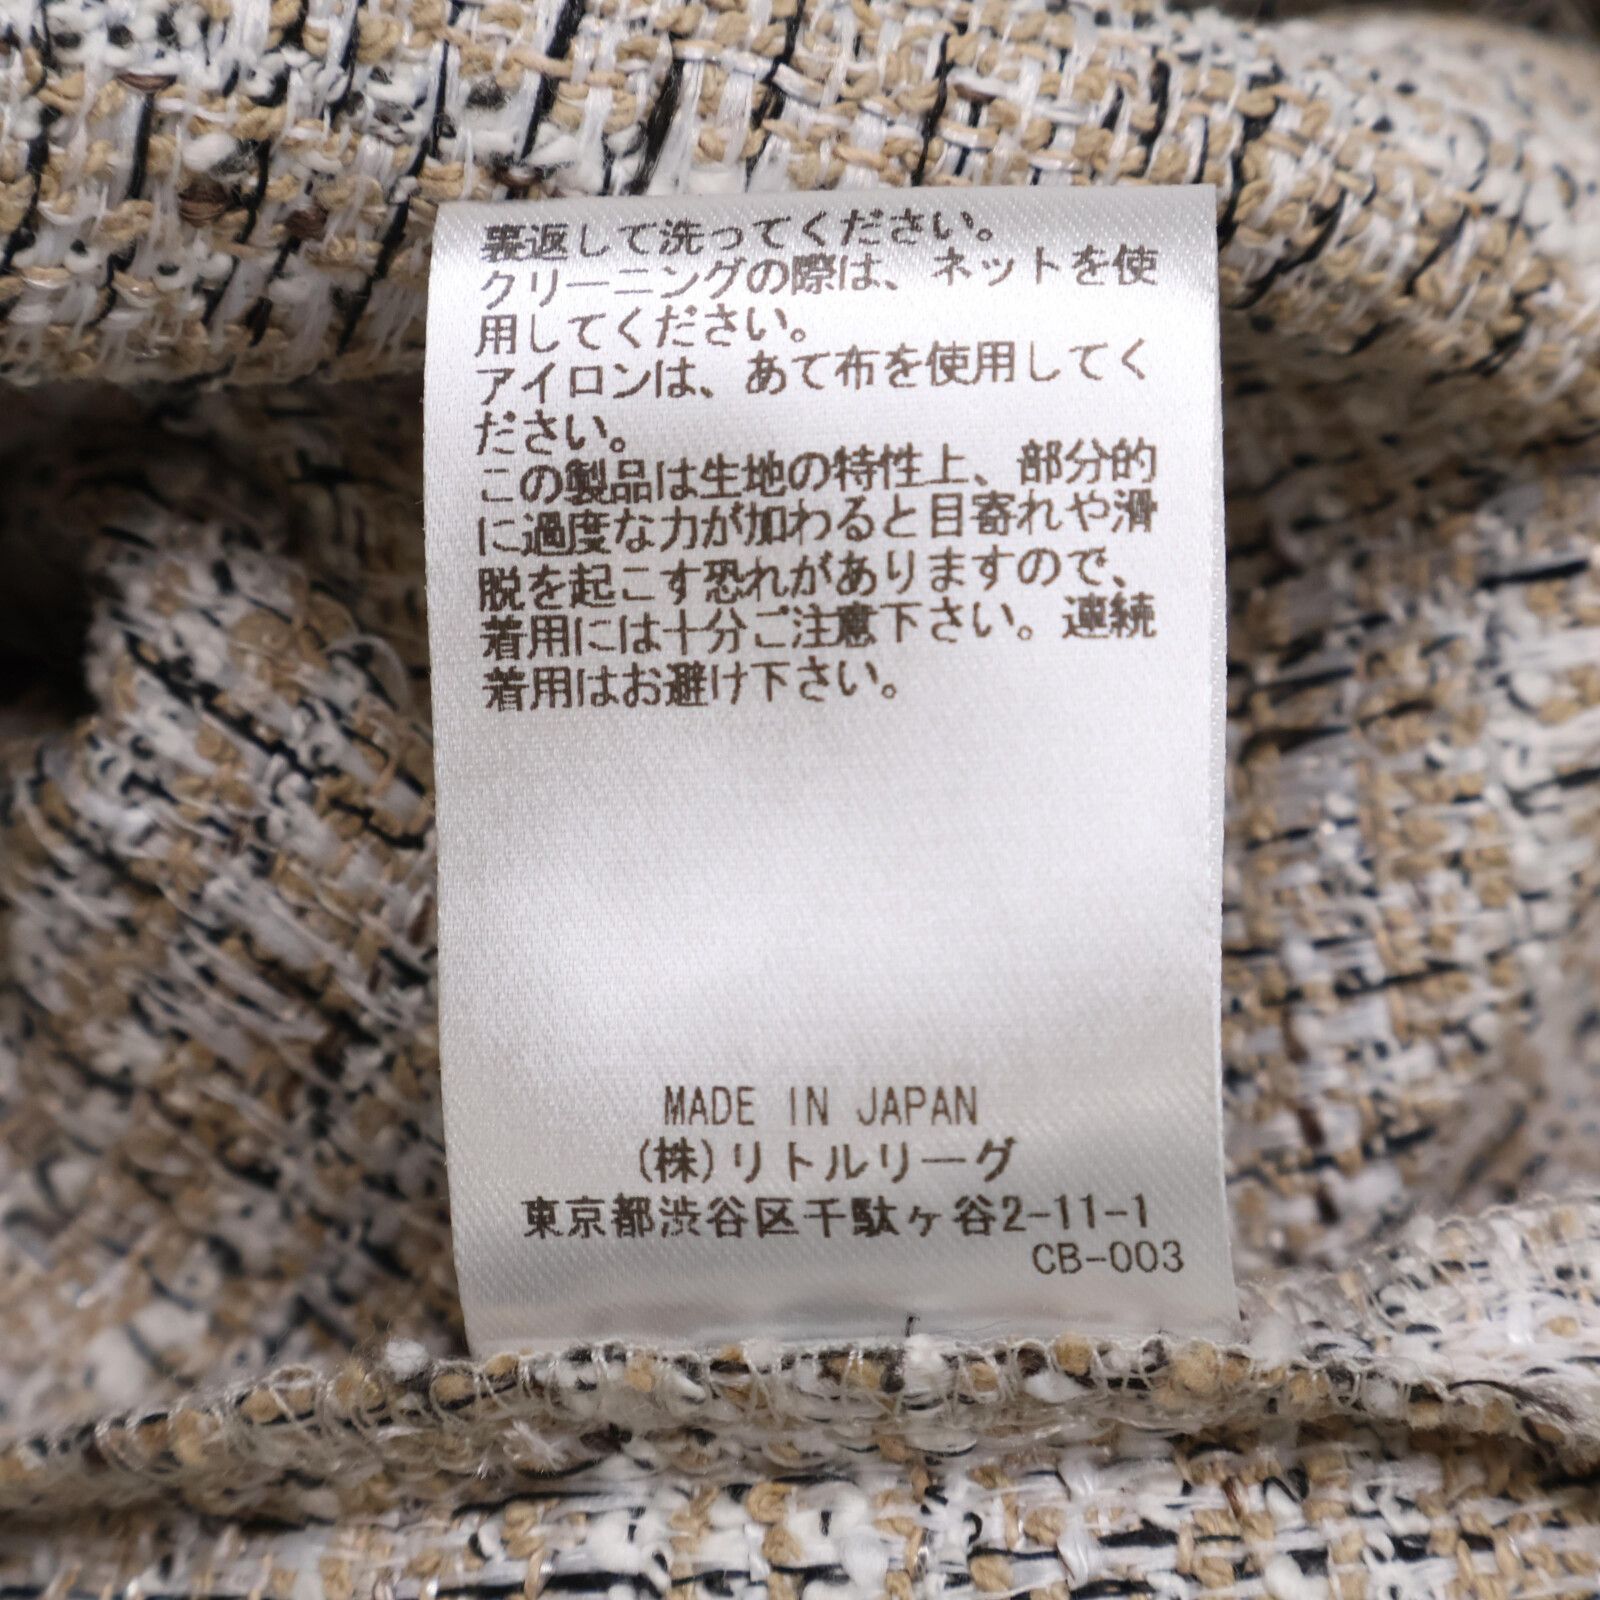 裏返して洗ってください。
クリーニングの際は、ネットを使
用してください。
アイロンは、あて布を使用してく
ださい。
この製品は生地の特性上、部分的
に過度な力が加わると目寄れや滑
脱を起こす恐れがありますので、
着用には十分ご注意下さい。連続
着用はお避け下さい。
MADE IN JAPAN
(株)リトルリーグ
東京都渋谷区千駄ヶ谷2-11-1
CB-003